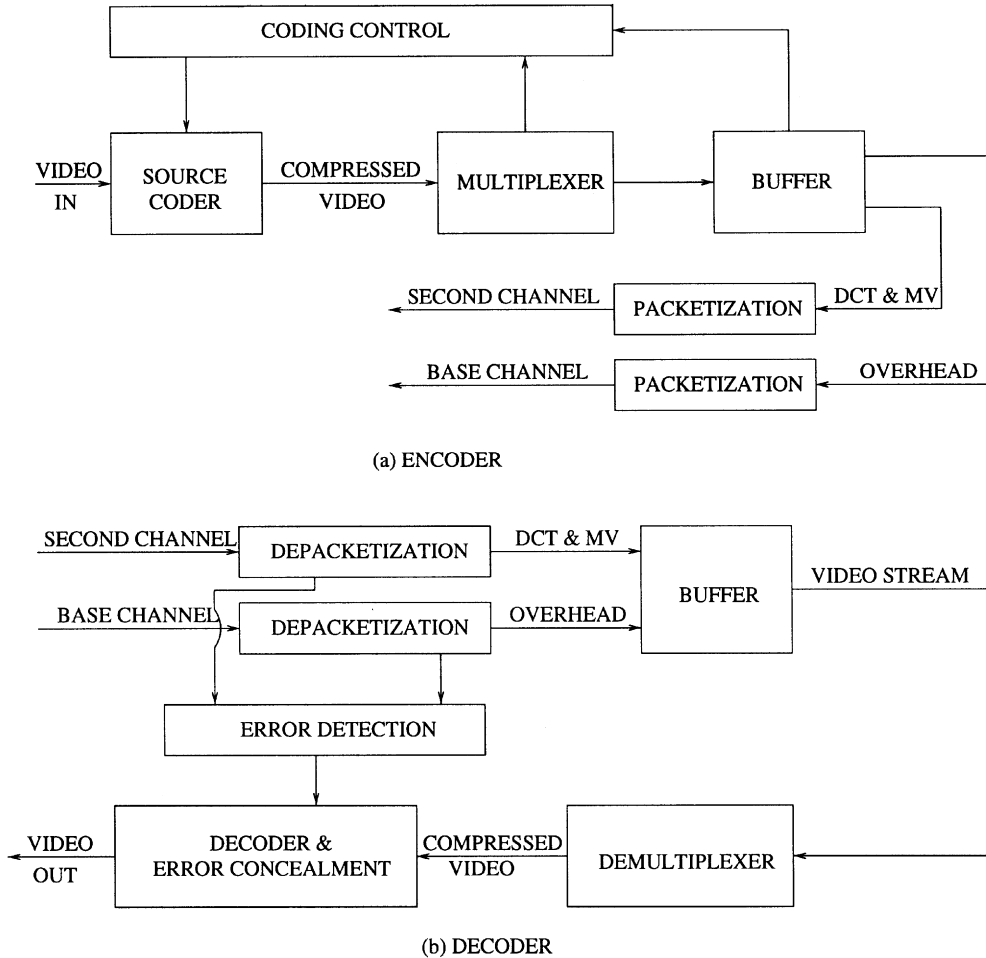 CODING CONTROL
VIDEO
IN
SOURCE
CODER
COMPRESSED
VIDEO
MULTIPLEXER
BUFFER
SECOND CHANNEL
PACKETIZATION
DCT & MV
BASE CHANNEL
PACKETIZATION
OVERHEAD
(a) ENCODER
SECOND CHANNEL
DEPACKETIZATION
DCT & MV
BUFFER
VIDEO STREAM
BASE CHANNEL
DEPACKETIZATION
OVERHEAD
ERROR DETECTION
VIDEO
OUT
DECODER &
ERROR CONCEALMENT
COMPRESSED
VIDEO
DEMULTIPLEXER
(b) DECODER